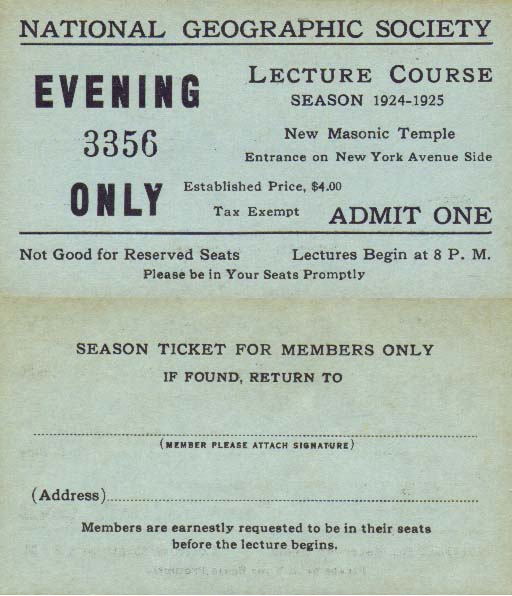 NATIONAL GEOGRAPHIC SOCIETY
EVENING
3356
ONLY
LECTURE COURSE
SEASON 1924-1925
New Masonic Temple
Entrance on New York Avenue Side
Established Price, $4.00
Tax Exempt
ADMIT ONE
Not Good for Reserved Seats Lectures Begin at 8 P. M.
Please be in Your Seats Promptly
SEASON TICKET FOR MEMBERS ONLY
IF FOUND, RETURN TO
(MEMBER PLEASE ATTACH SIGNATURE)
(Address)
Members are earnestly requested to be in their seats
before the lecture begins.